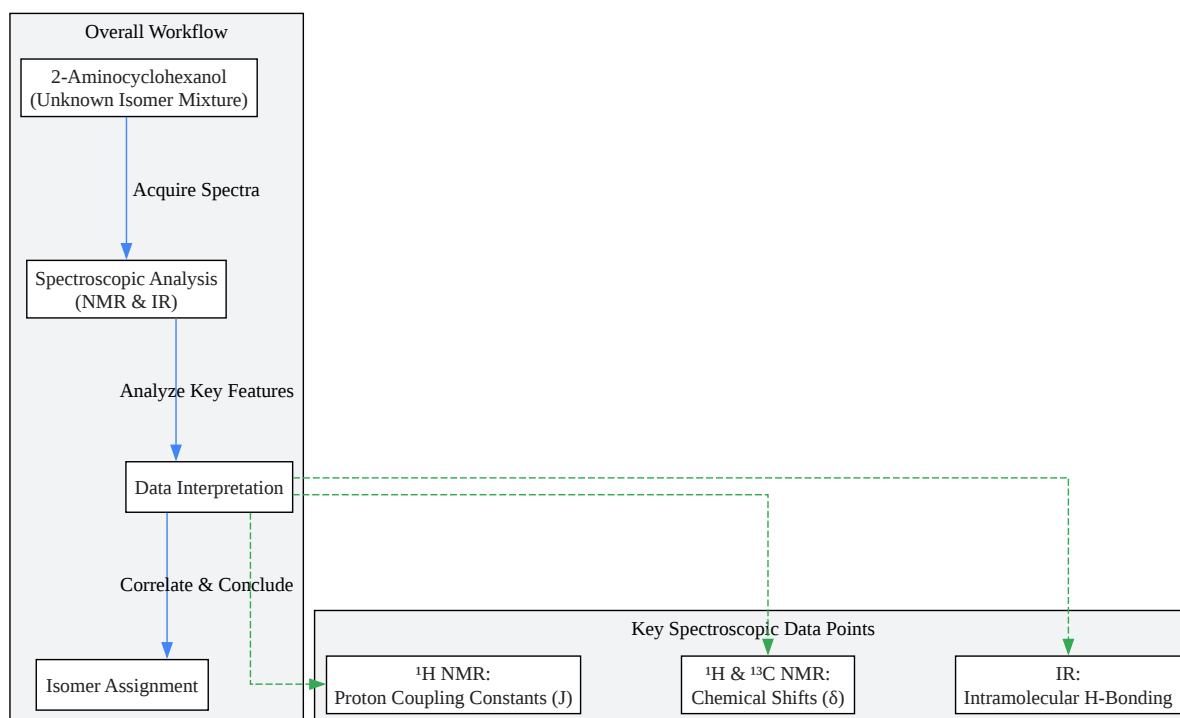 Overall Workflow
2-Aminocyclohexanol
(Unknown Isomer Mixture)
Acquire Spectra
Spectroscopic Analysis
(NMR & IR)
Analyze Key Features
Data Interpretation
Correlate & Conclude
Isomer Assignment
Key Spectroscopic Data Points
¹H NMR:
Proton Coupling Constants (J)
¹H & ¹³C NMR:
Chemical Shifts (δ)
IR:
Intramolecular H-Bonding